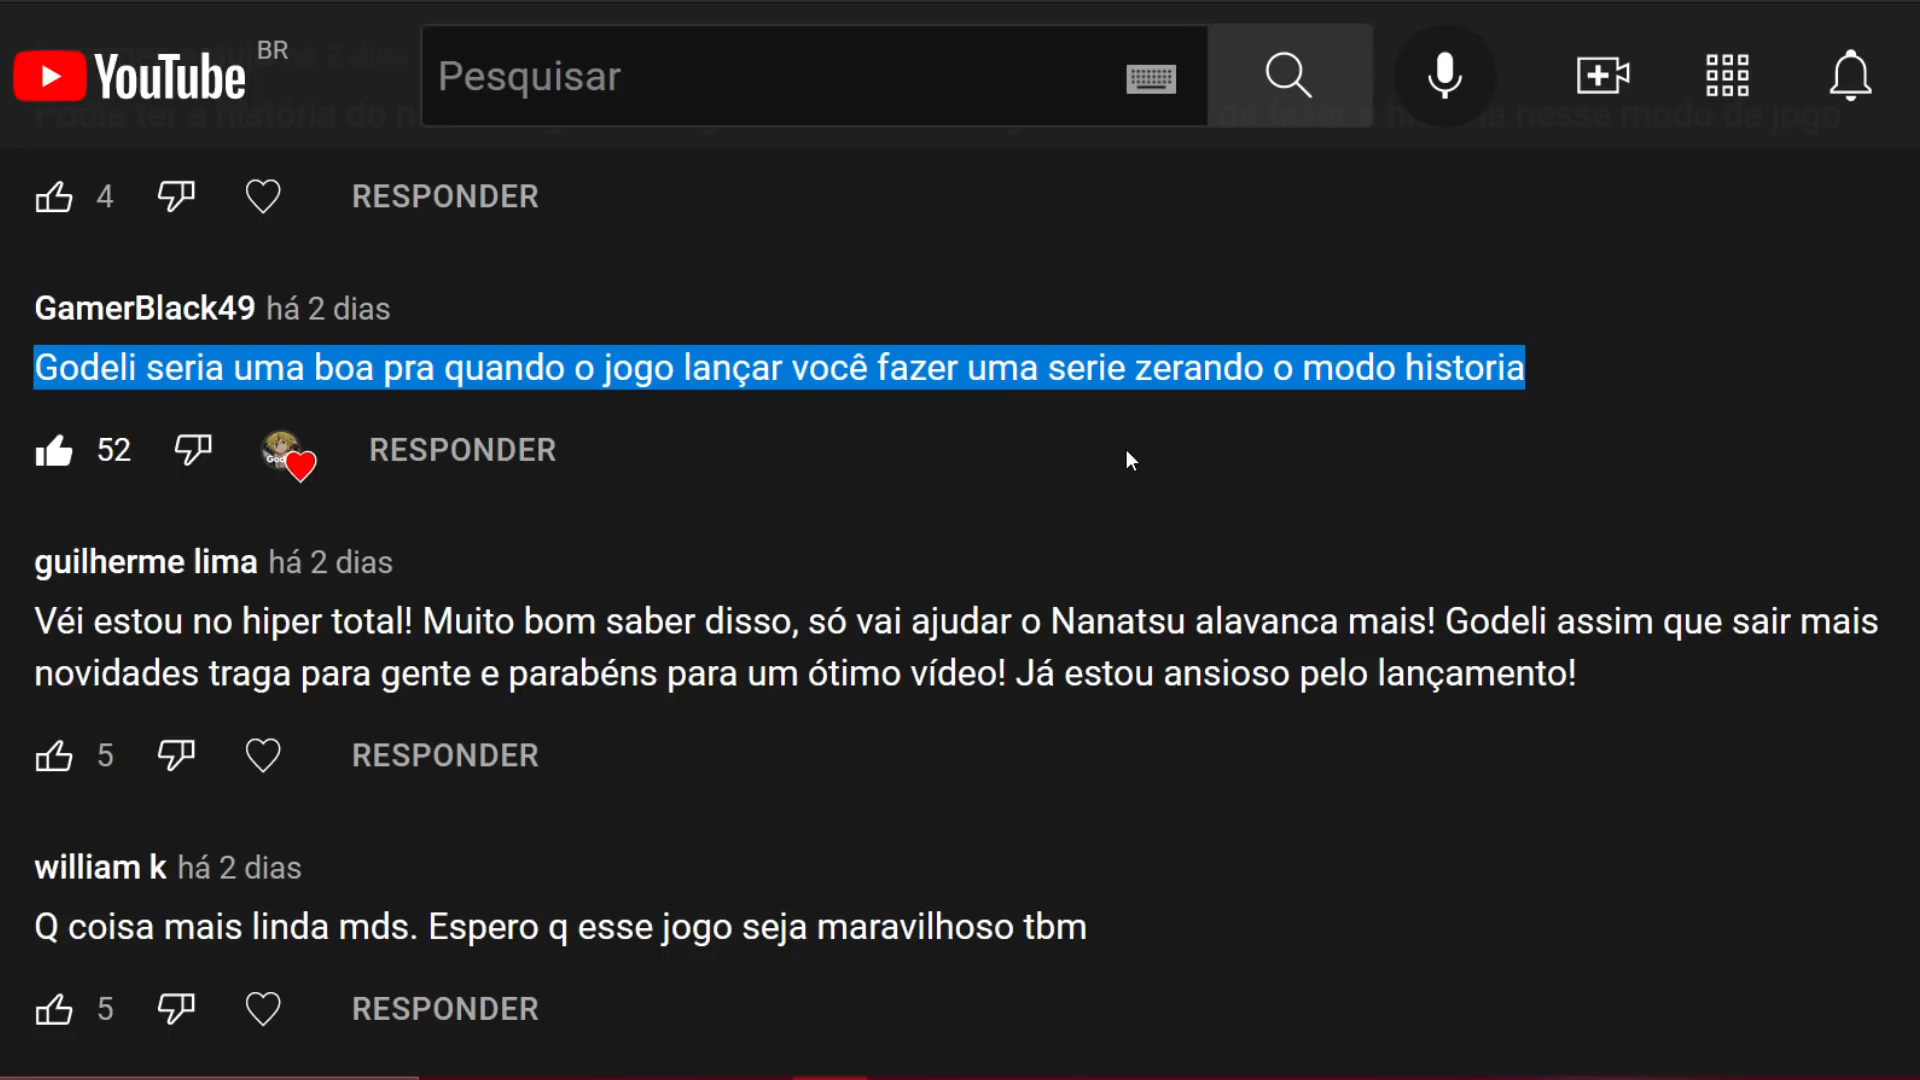 YouTube BR
Pesquisar
4 RESPONDER
GamerBlack49 há 2 dias
Godeli seria uma boa pra quando o jogo lançar você fazer uma serie zerando o modo historia
52 RESPONDER
guilherme lima há 2 dias
Véi estou no hiper total! Muito bom saber disso, só vai ajudar o Nanatsu alavanca mais! Godeli assim que sair mais
novidades traga para gente e parabéns para um ótimo vídeo! Já estou ansioso pelo lançamento!
5 RESPONDER
william k há 2 dias
Q coisa mais linda mds. Espero q esse jogo seja maravilhoso tbm
5 RESPONDER